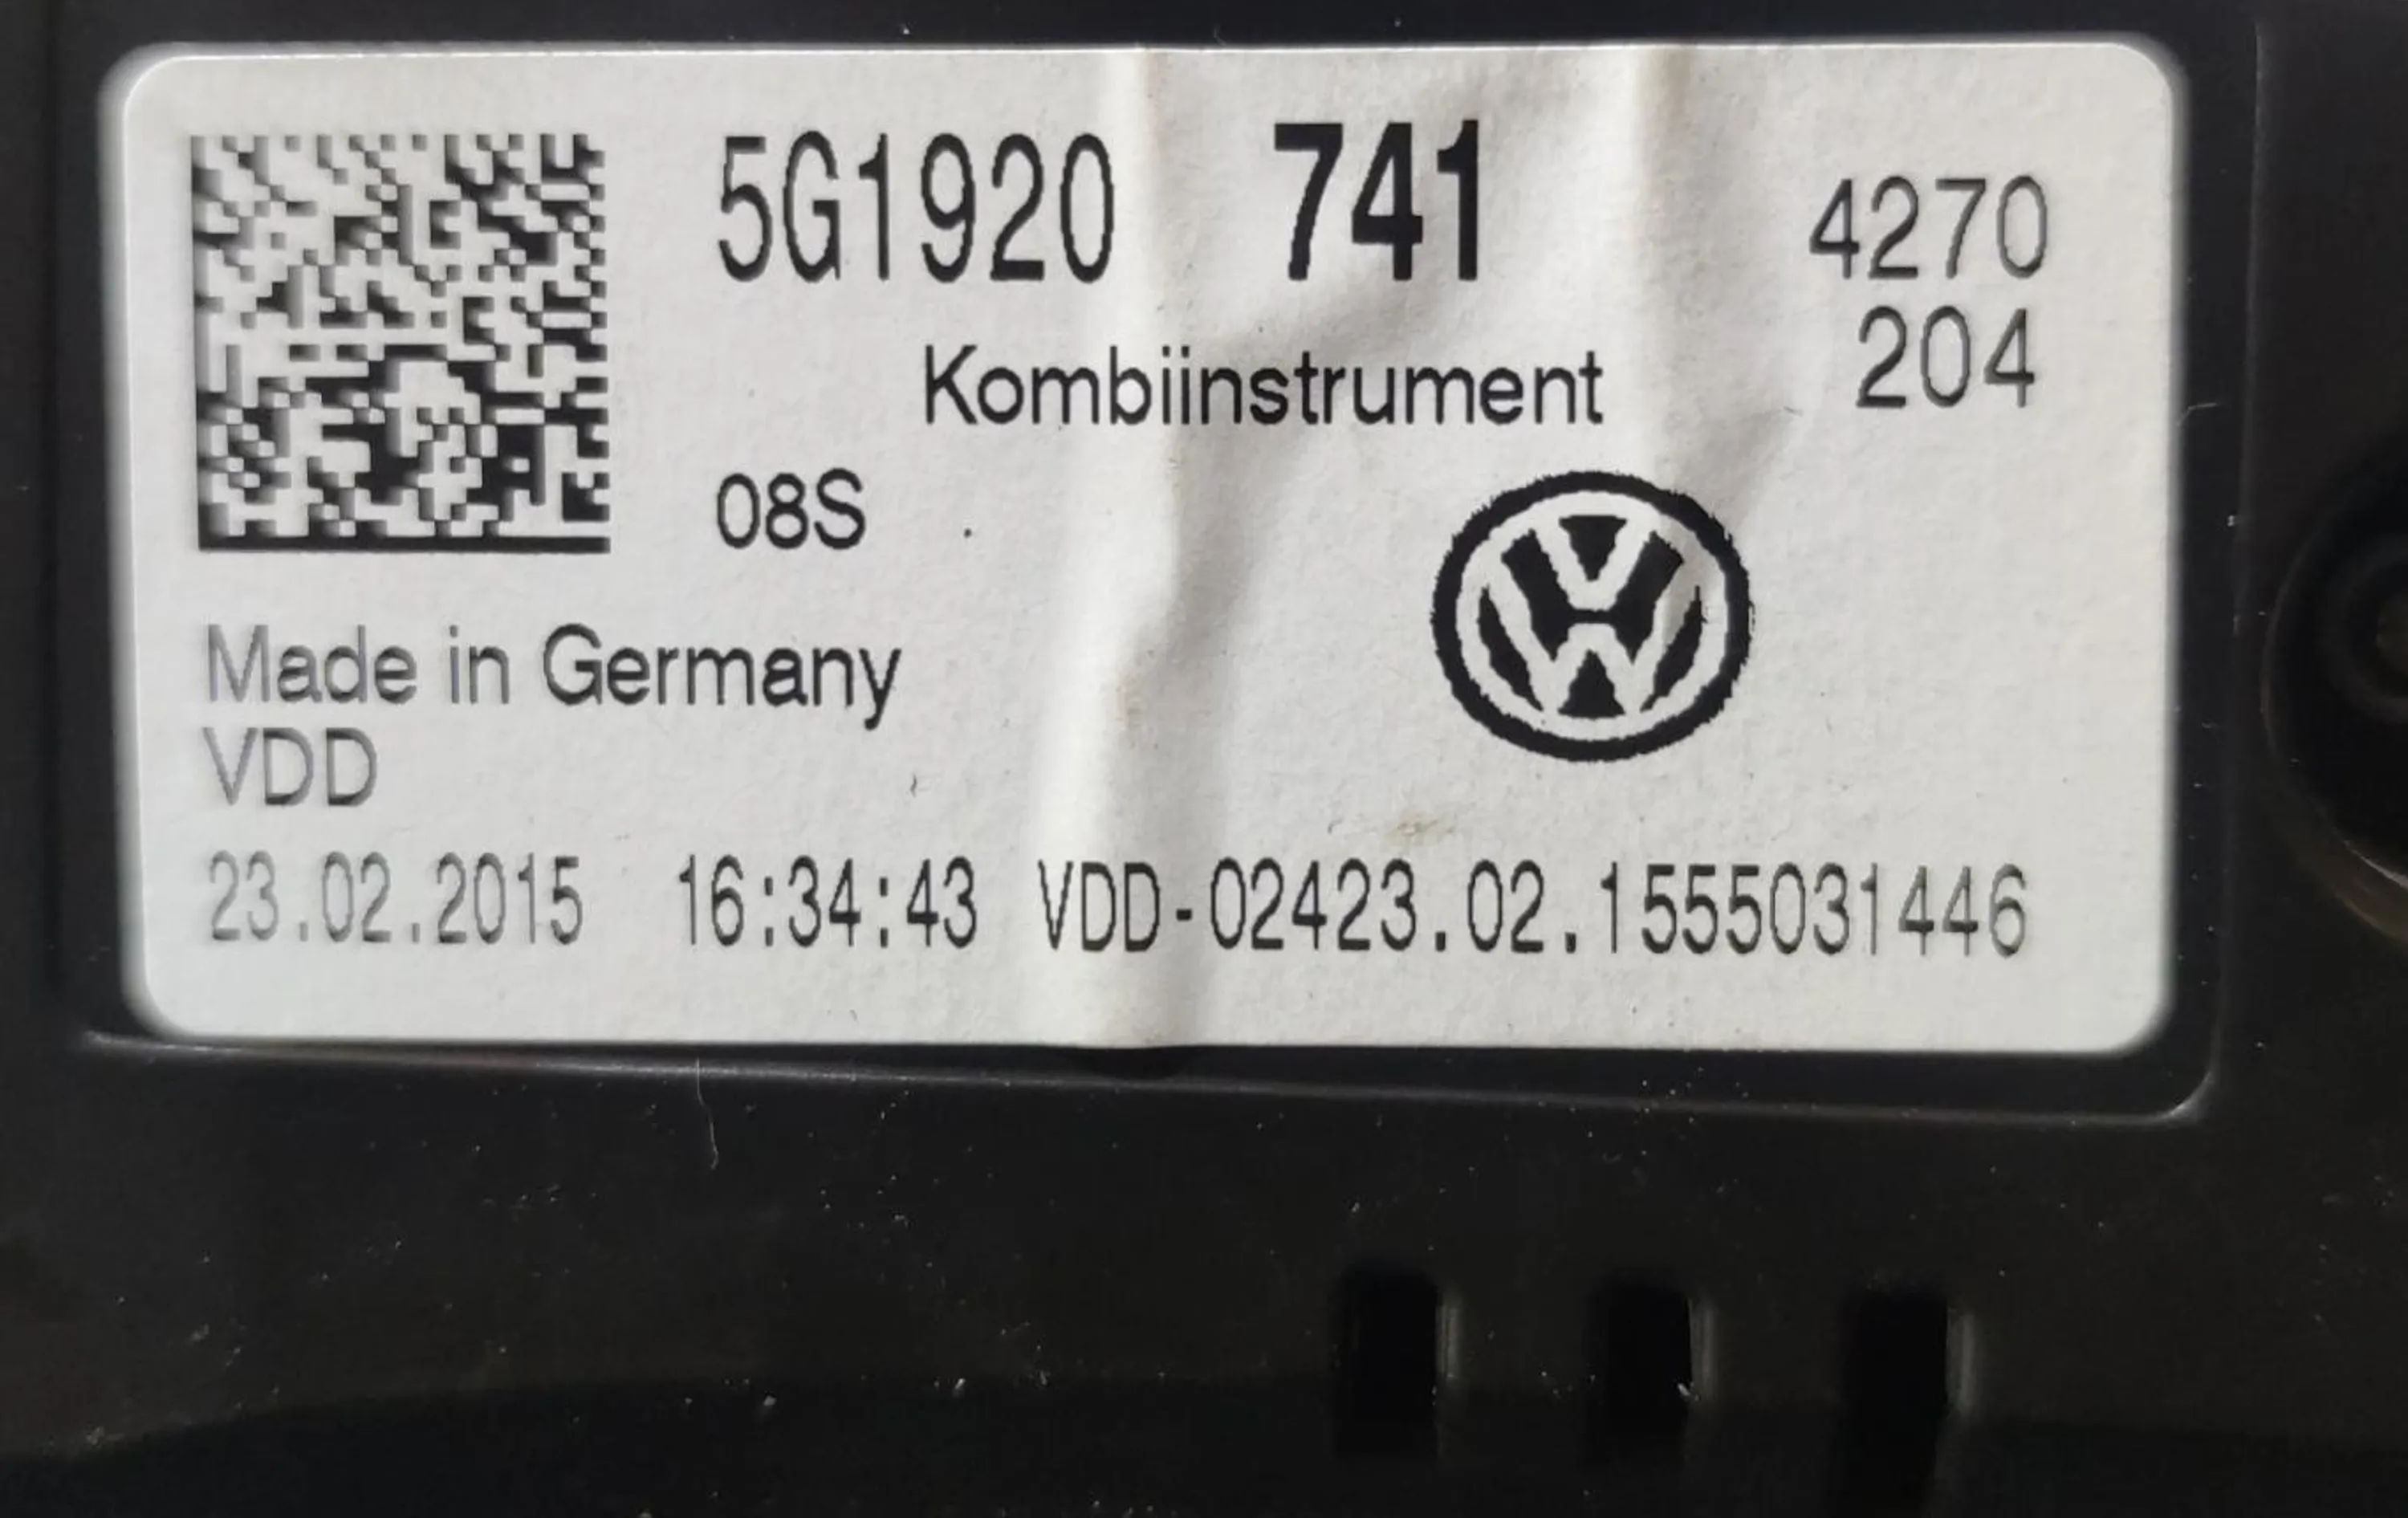 5G1920 741 4270
204
Kombiinstrument
08S
Made in Germany
VDD
23.02.2015 16:34:43 VDD-02423.02.1555031446